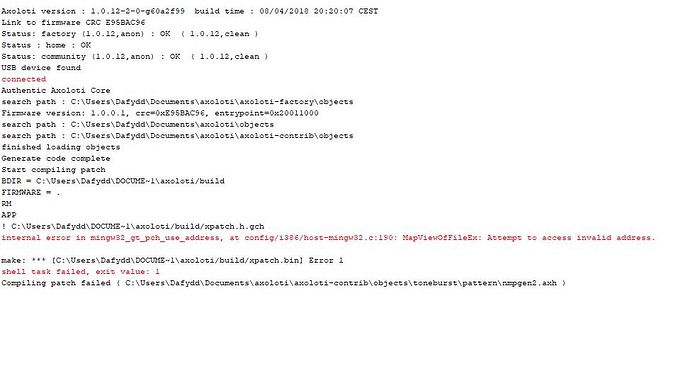 Axoloti version : 1.0.12-2-0-g60a2f99  build time : 08/04/2018 20:20:07 CEST
Link to firmware CRC E95BAC96
Status: factory (1.0.12,anon) : OK  ( 1.0.12,clean )
Status : home : OK
Status: community (1.0.12,anon) : OK  ( 1.0.12,clean )
USB device found
connected
Authentic Axoloti Core
search path : C:\Users\Dafydd\Documents\axoloti\axoloti-factory\objects
Firmware version: 1.0.0.1, crc=0xE95BAC96, entrypoint=0x20011000
search path : C:\Users\Dafydd\Documents\axoloti\objects
search path : C:\Users\Dafydd\Documents\axoloti\axoloti-contrib\objects
finished loading objects
Generate code complete
Start compiling patch
BDIR = C:\Users\Dafydd\DOCUME~1\axoloti/build
FIRMWARE = .
RM
APP
! C:\Users\Dafydd\DOCUME~1\axoloti/build/xpatch.h.gch
internal error in mingw32_gt_pch_use_address, at config/i386/host-mingw32.c:190: MapViewOfFileEx: Attempt to access invalid address.
make: *** [C:\Users\Dafydd\DOCUME~1\axoloti/build/xpatch.bin] Error 1
shell task failed, exit value: 1
Compiling patch failed ( C:\Users\Dafydd\Documents\axoloti\axoloti-contrib\objects\toneburst\pattern\nmpgen2.axh )